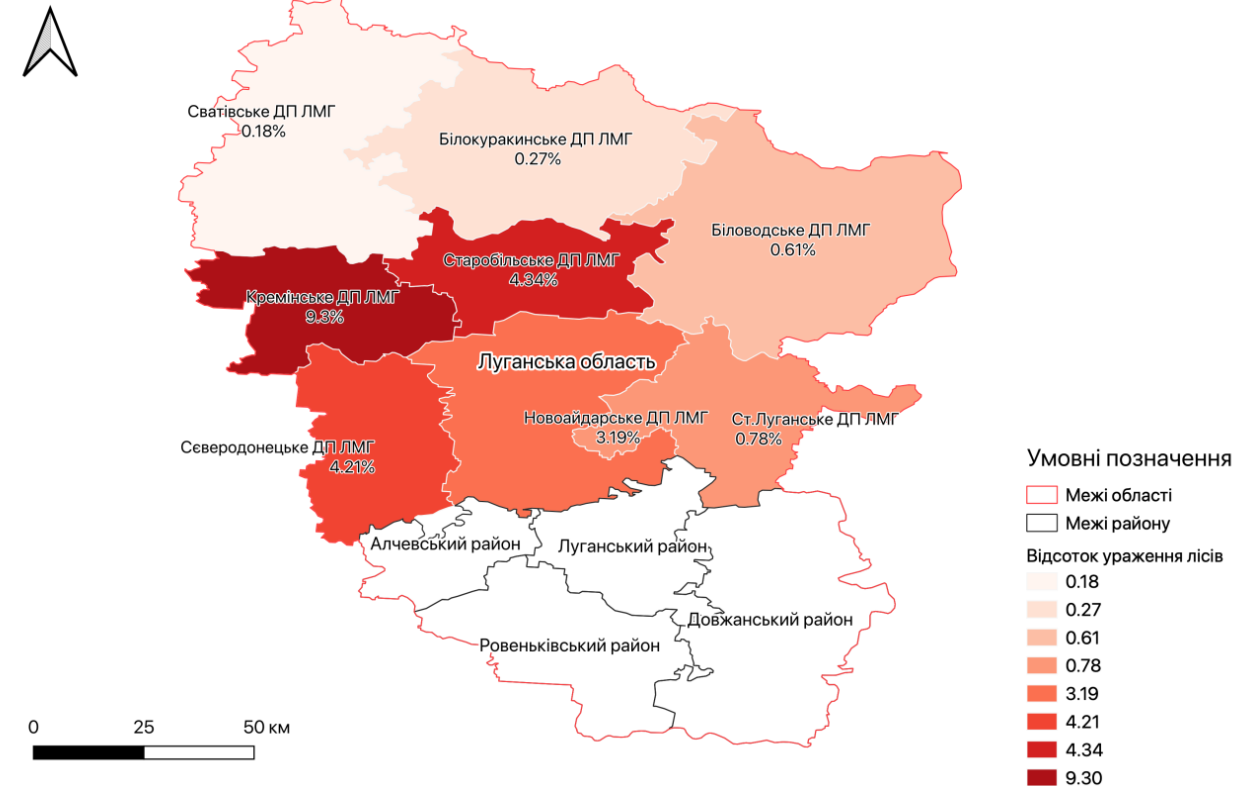 Сватівське ДП ЛМГ
0.18%
Білокуракинське ДП ЛМГ
0.27%
Біловодське ДП ЛМГ
0.61%
Старобільське ДП ЛМГ
4.34%
Кремінське ДП ЛМГ
9.3%
Луганська область
Новоайдарське ДП ЛМГ
3.19%
Ст.Луганське ДП ЛМГ
0.78%
Сєверодонецьке ДП ЛМГ
4.21%
Алчевський район
Луганський район
Довжанський район
Ровеньківський район
Умовні позначення
Межі області
Межі району
Відсоток ураження лісів
0.18
0.27
0.61
0.78
3.19
4.21
4.34
9.30
0 25 50 км